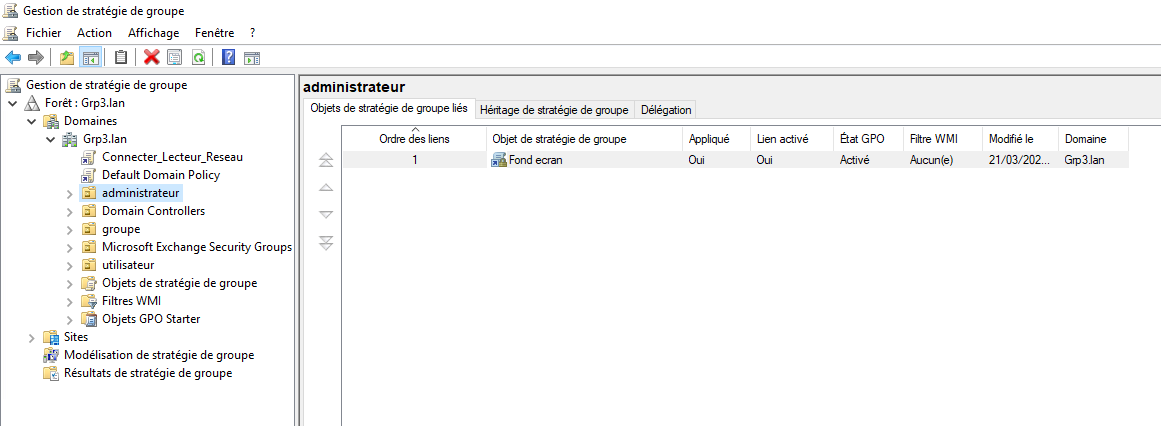 Gestion de stratégie de groupe
Fichier Action Affichage Fenêtre ?
Gestion de stratégie de groupe
Forêt : Grp3.lan
Domaines
Grp3.lan
Connecter_Lecteur_Reseau
Default Domain Policy
administrateur
Domain Controllers
groupe
Microsoft Exchange Security Groups
utilisateur
Objets de stratégie de groupe
Filtres WMI
Objets GPO Starter
Sites
Modélisation de stratégie de groupe
Résultats de stratégie de groupe
administrateur
Objets de stratégie de groupe liés Héritage de stratégie de groupe Délégation
Ordre des liens Objet de stratégie de groupe Appliqué Lien activé État GPO Filtre WMI Modifié le Domaine
1 Fond ecran Oui Oui Activé Aucun(e) 21/03/202... Grp3.lan